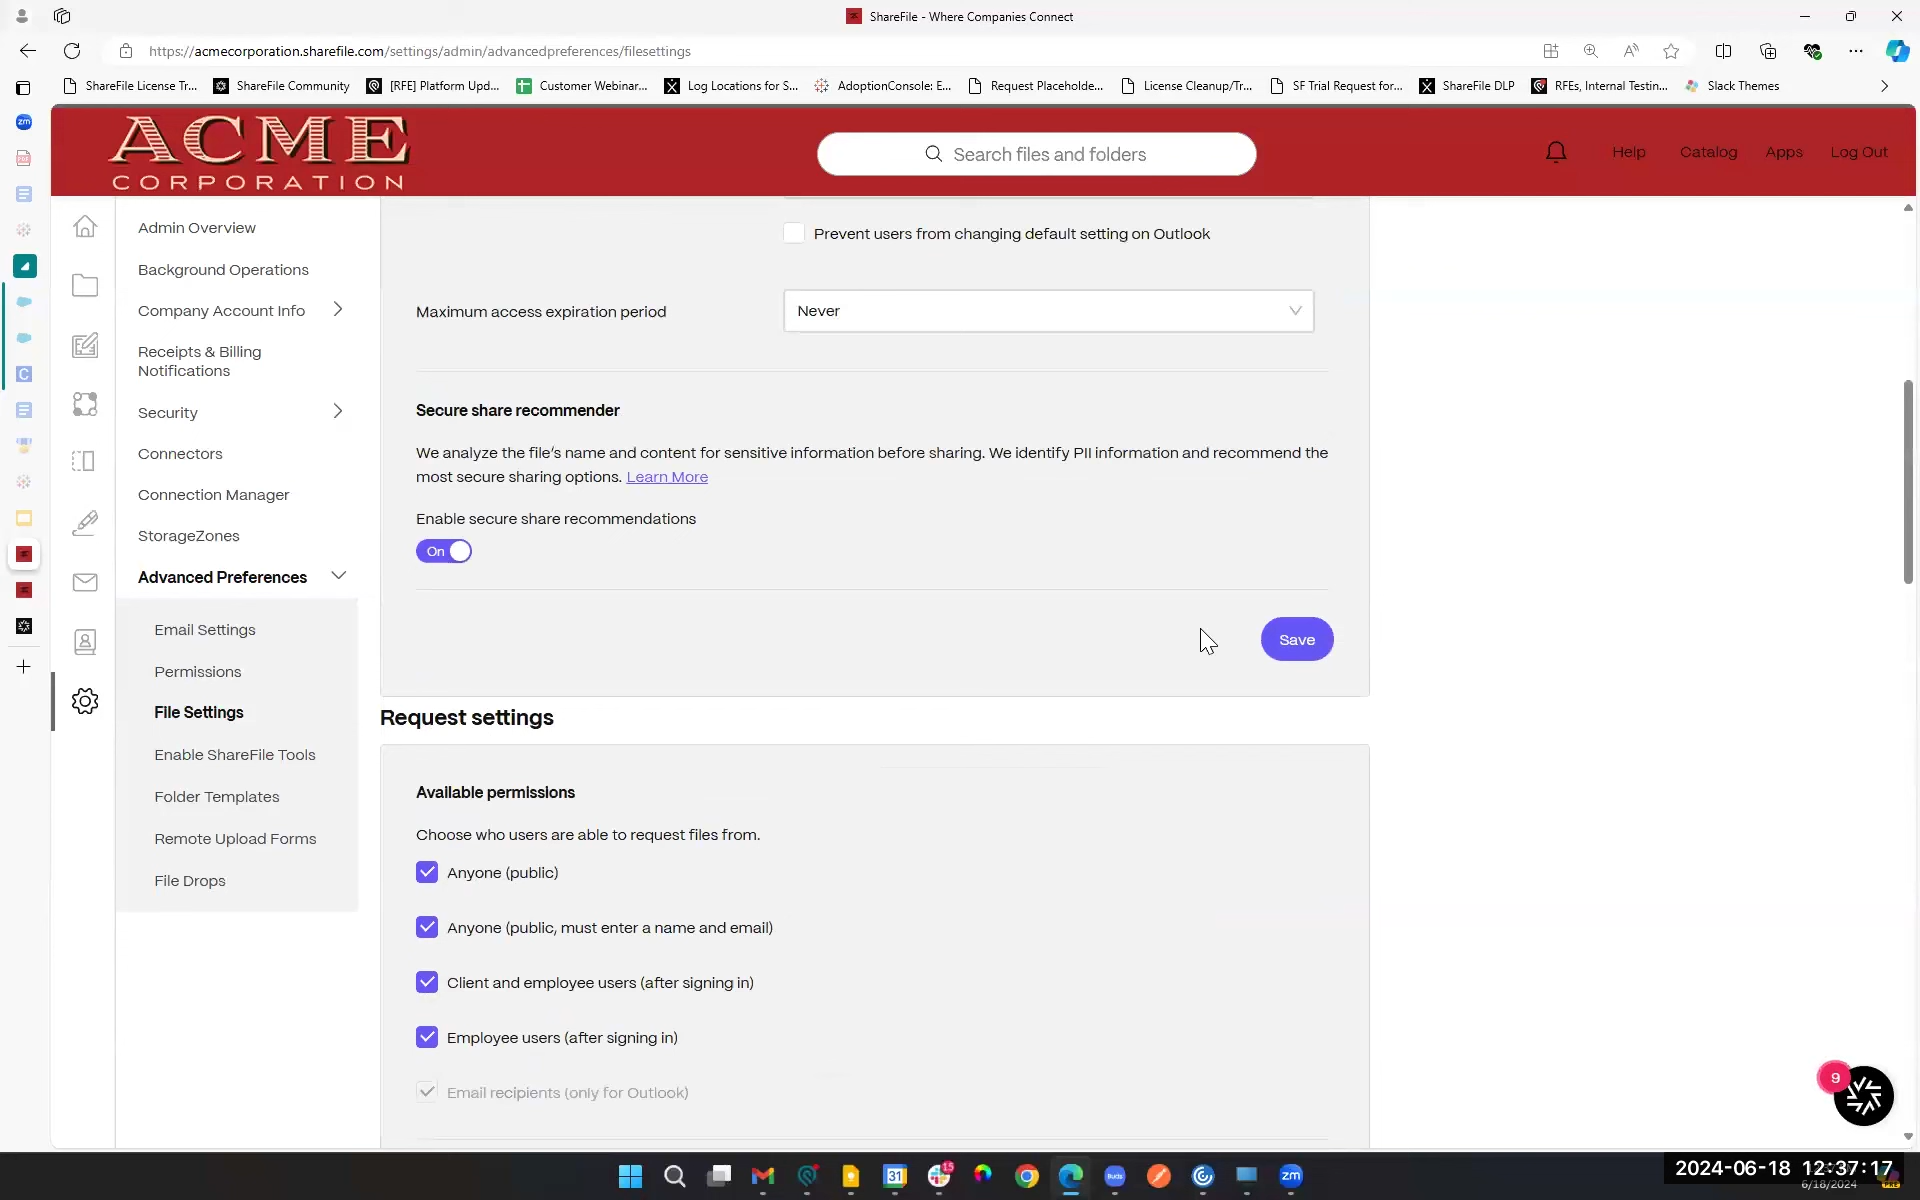 ShareFile - Where Companies Connect
https://acmecorporation.sharefile.com/settings/admin/advancedpreferences/filesettings
ShareFile License Tr...
ShareFile Community
[RFE] Platform Upd...
Customer Webinar...
Log Locations for S...
AdoptionConsole: E...
Request Placeholde...
License Cleanup/Tr...
SF Trial Request for...
ShareFile DLP
RFEs, Internal Testin...
Slack Themes
zm
ACME
CORPORATION
Search files and folders
Help
Catalog
Apps
Log Out
Admin Overview
Background Operations
Company Account Info
Receipts & Billing
Notifications
Security
Connectors
Connection Manager
StorageZones
Advanced Preferences
Email Settings
Permissions
File Settings
Enable ShareFile Tools
Folder Templates
Remote Upload Forms
File Drops
Prevent users from changing default setting on Outlook
Maximum access expiration period
Never
Secure share recommender
We analyze the file's name and content for sensitive information before sharing. We identify PII information and recommend the
most secure sharing options. Learn More
Enable secure share recommendations
On
Save
Request settings
Available permissions
Choose who users are able to request files from.
Anyone (public)
Anyone (public, must enter a name and email)
Client and employee users (after signing in)
Employee users (after signing in)
Email recipients (only for Outlook)
9
31
15
zm
2024-06-18 12:37:17
6/18/2024